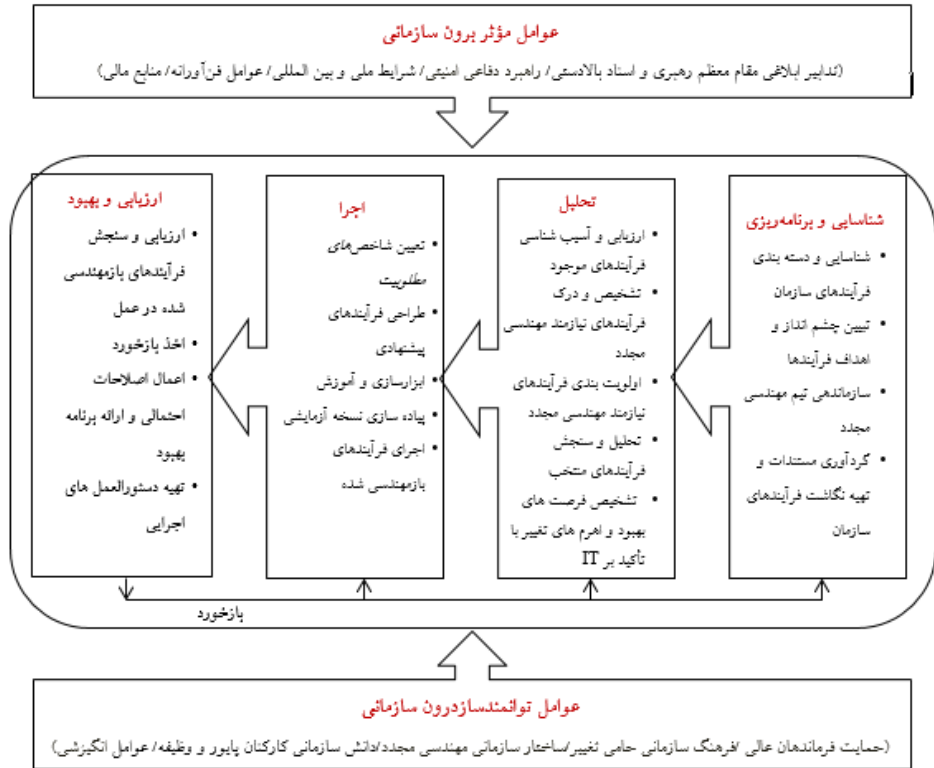 عوامل مؤثر برون سازمانی
(تدابیر ابلاغی مقام معظم رهبری و اسناد بالادستی/ راهبرد دفاعی امنیتی/ شرایط ملی و بین المللی/ عوامل فن‌آورانه/ منابع مالی)
شناسایی و برنامه‌ریزی
• شناسایی و دسته بندی
فرآیندهای سازمان
• تبیین چشم انداز و
اهداف فرآیندها
• سازماندهی تیم مهندسی
مجدد
• گردآوری مستندات و
تهیه نگاشت فرآیندهای
سازمان
تحلیل
• ارزیابی و آسیب شناسی
فرآیندهای موجود
• تشخیص و درک
فرآیندهای نیازمند مهندسی
مجدد
• اولویت بندی فرآیندهای
نیازمند مهندسی مجدد
• تحلیل و سنجش
فرآیندهای منتخب
• تشخیص فرصت های
بهبود و اهرم های تغییر با
تأکید بر IT
اجرا
• تعیین شاخص‌های
مطلوبیت
• طراحی فرآیندهای
پیشنهادی
• ابزارسازی و آموزش
• پیاده سازی نسخه آزمایشی
• اجرای فرآیندهای
بازمهندسی شده
ارزیابی و بهبود
• ارزیابی و سنجش
فرآیندهای بازمهندسی
شده در عمل
• اخذ بازخورد
• اعمال اصلاحات
احتمالی و ارائه برنامه
بهبود
• تهیه دستورالعمل های
اجرایی
بازخورد
عوامل توانمندسازدرون سازمانی
(حمایت فرماندهان عالی /فرهنگ سازمانی حامی تغییر/ساختار سازمانی مهندسی مجدد/دانش سازمانی کارکنان پایور و وظیفه/ عوامل انگیزشی)